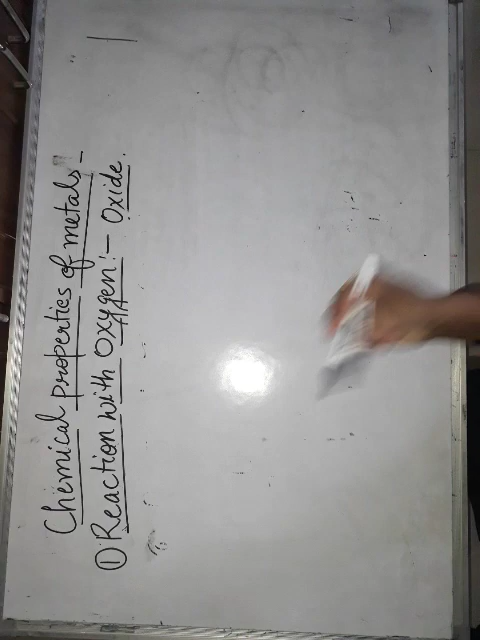 Chemical properties of metals -
① Reaction with Oxygen :- Oxide.